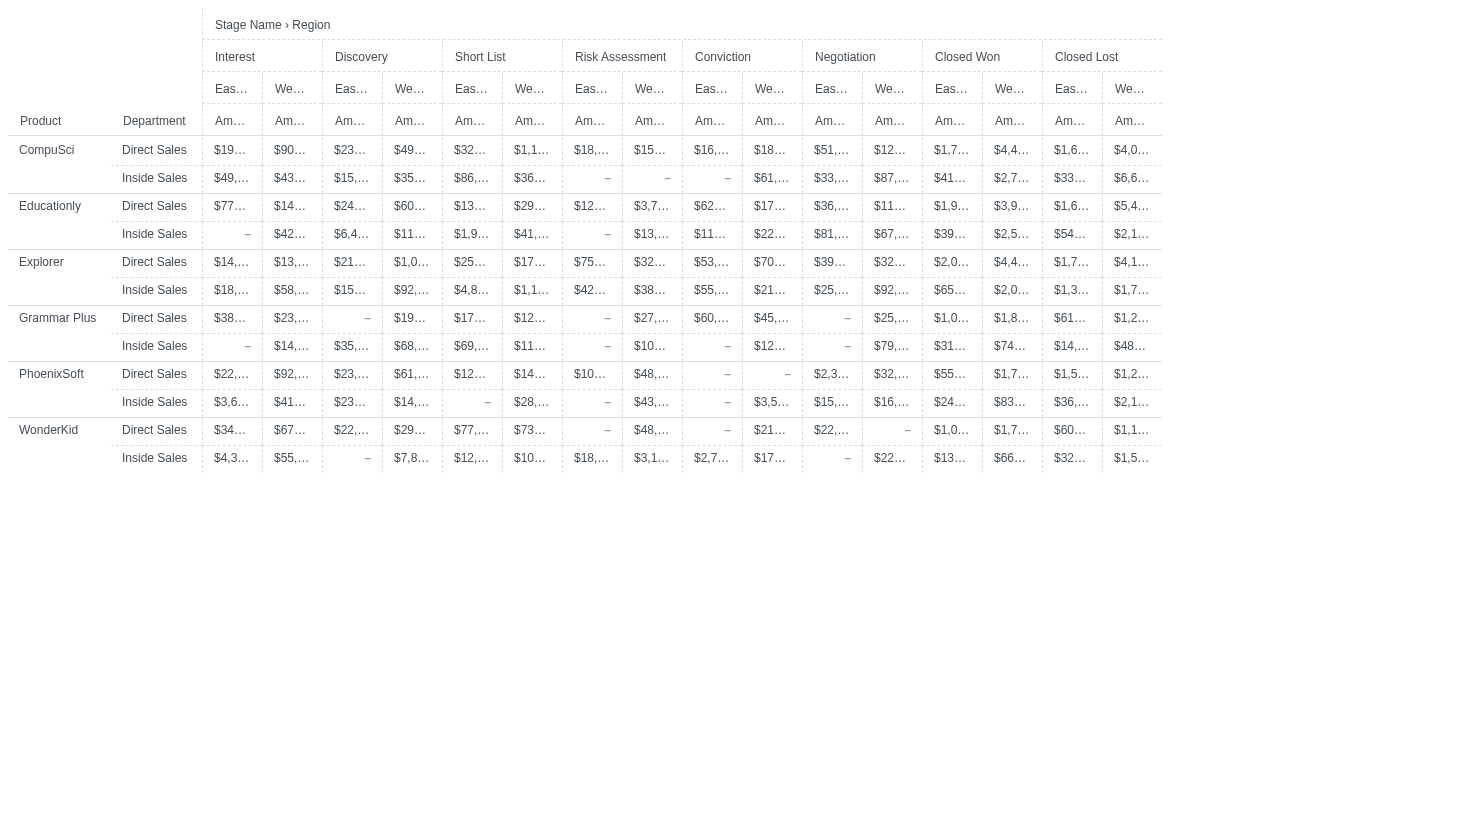 Stage Name › Region
Interest Discovery Short List Risk Assessment Conviction Negotiation Closed Won Closed Lost
Eas… We… Eas… We… Eas… We… Eas… We… Eas… We… Eas… We… Eas… We… Eas… We…
Product Department Am… Am… Am… Am… Am… Am… Am… Am… Am… Am… Am… Am… Am… Am… Am… Am…
CompuSci Direct Sales $19… $90… $23… $49… $32… $1,1… $18,… $15… $16,… $18… $51,… $12… $1,7… $4,4… $1,6… $4,0…
Inside Sales $49,… $43… $15,… $35… $86,… $36… – – – $61,… $33,… $87,… $41… $2,7… $33… $6,6…
Educationly Direct Sales $77… $14… $24… $60… $13… $29… $12… $3,7… $62… $17… $36,… $11… $1,9… $3,9… $1,6… $5,4…
Inside Sales – $42… $6,4… $11… $1,9… $41,… – $13,… $11… $22… $81,… $67,… $39… $2,5… $54… $2,1…
Explorer Direct Sales $14,… $13,… $21… $1,0… $25… $17… $75… $32… $53,… $70… $39… $32… $2,0… $4,4… $1,7… $4,1…
Inside Sales $18,… $58,… $15… $92,… $4,8… $1,1… $42… $38… $55,… $21… $25,… $92,… $65… $2,0… $1,3… $1,7…
Grammar Plus Direct Sales $38… $23,… – $19… $17… $12… – $27,… $60,… $45,… – $25,… $1,0… $1,8… $61… $1,2…
Inside Sales – $14,… $35,… $68,… $69,… $11… – $10… – $12… – $79,… $31… $74… $14,… $48…
PhoenixSoft Direct Sales $22,… $92,… $23,… $61,… $12… $14… $10… $48,… – – $2,3… $32,… $55… $1,7… $1,5… $1,2…
Inside Sales $3,6… $41… $23… $14,… – $28,… – $43,… – $3,5… $15,… $16,… $24… $83… $36,… $2,1…
WonderKid Direct Sales $34… $67… $22,… $29… $77,… $73… – $48,… – $21… $22,… – $1,0… $1,7… $60… $1,1…
Inside Sales $4,3… $55,… – $7,8… $12,… $10… $18,… $3,1… $2,7… $17… – $22… $13… $66… $32… $1,5…